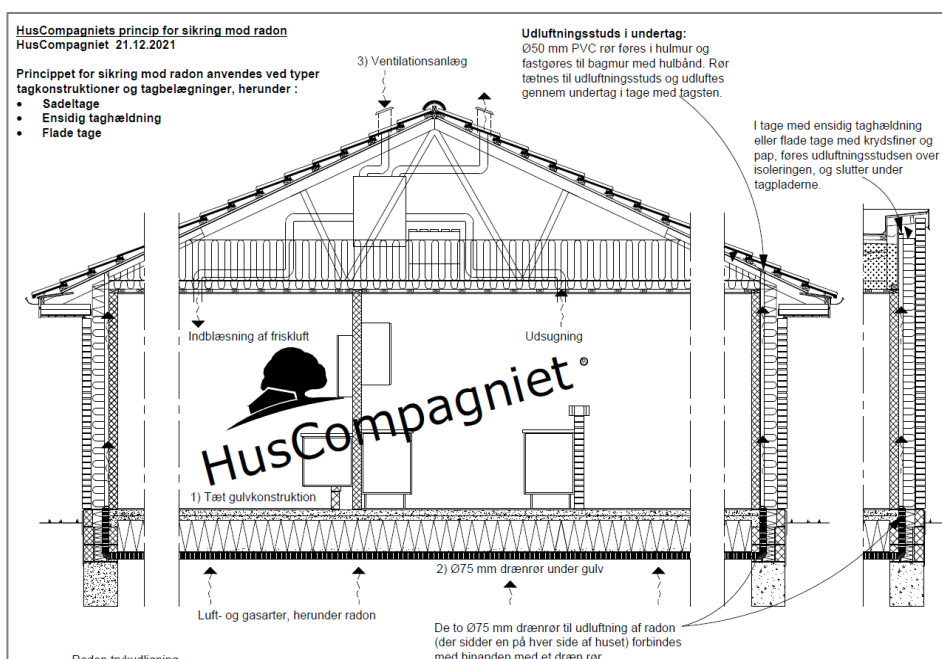 HusCompagniets princip for sikring mod radon
HusCompagniet 21.12.2021
Princippet for sikring mod radon anvendes ved typer
tagkonstruktioner og tagbelægninger, herunder :
• Sadeltage
• Ensidig taghældning
• Flade tage
3) Ventilationsanlæg
Udluftningsstuds i undertag:
Ø50 mm PVC rør føres i hulmur og
fastgøres til bagmur med hulbånd. Rør
tætnes til udluftningsstuds og udluftes
gennem undertag i tage med tagsten.
I tage med ensidig taghældning
eller flade tage med krydsfiner og
pap, føres udluftningsstudsen over
isoleringen, og slutter under
tagpladerne.
Indblæsning af friskluft
Udsugning
HusCompagniet
1) Tæt gulvkonstruktion
2) Ø75 mm drænrør under gulv
Luft- og gasarter, herunder radon
De to Ø75 mm drænrør til udluftning af radon
(der sidder en på hver side af huset) forbindes
med hinanden med et dræn rør
Radon trykudligning